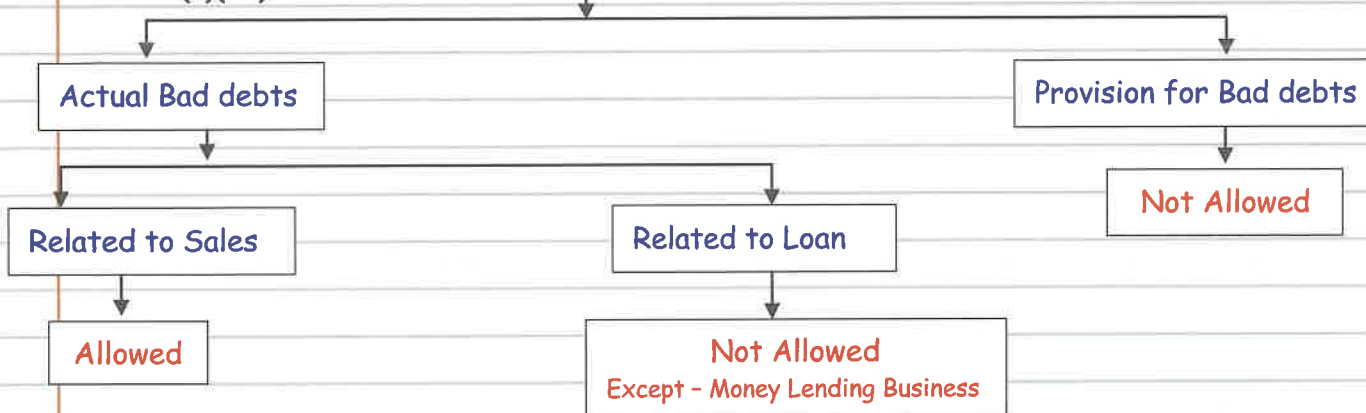 Actual Bad debts
Provision for Bad debts
Not Allowed
Related to Sales
Related to Loan
Allowed
Not Allowed
Except – Money Lending Business